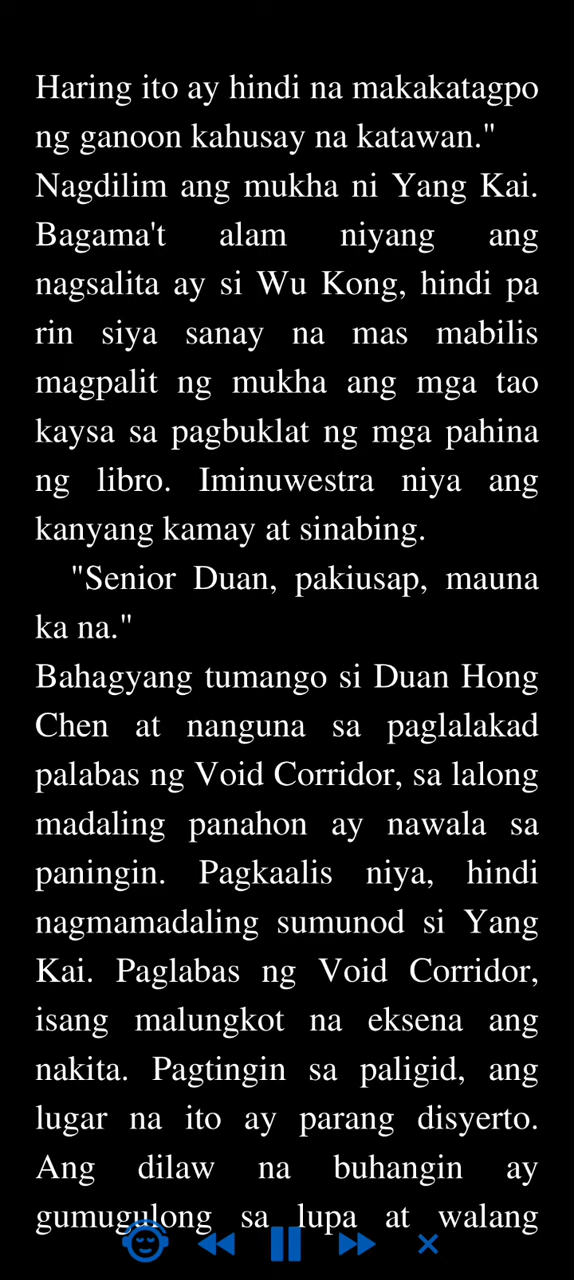 Haring ito ay hindi na makakatagpo
ng ganoon kahusay na katawan."
Nagdilim ang mukha ni Yang Kai.
Bagama't alam niyang ang
nagsalita ay si Wu Kong, hindi pa
rin siya sanay na mas mabilis
magpalit ng mukha ang mga tao
kaysa sa pagbuklat ng mga pahina
ng libro. Iminuwestra niya ang
kanyang kamay at sinabing.
"Senior Duan, pakiusap, mauna
ka na."
Bahagyang tumango si Duan Hong
Chen at nanguna sa paglalakad
palabas ng Void Corridor, sa lalong
madaling panahon ay nawala sa
paningin. Pagkaalis niya, hindi
nagmamadaling sumunod si Yang
Kai. Paglabas ng Void Corridor,
isang malungkot na eksena ang
nakita. Pagtingin sa paligid, ang
lugar na ito ay parang disyerto.
Ang dilaw na buhangin ay
gumugulong sa lupa at walang